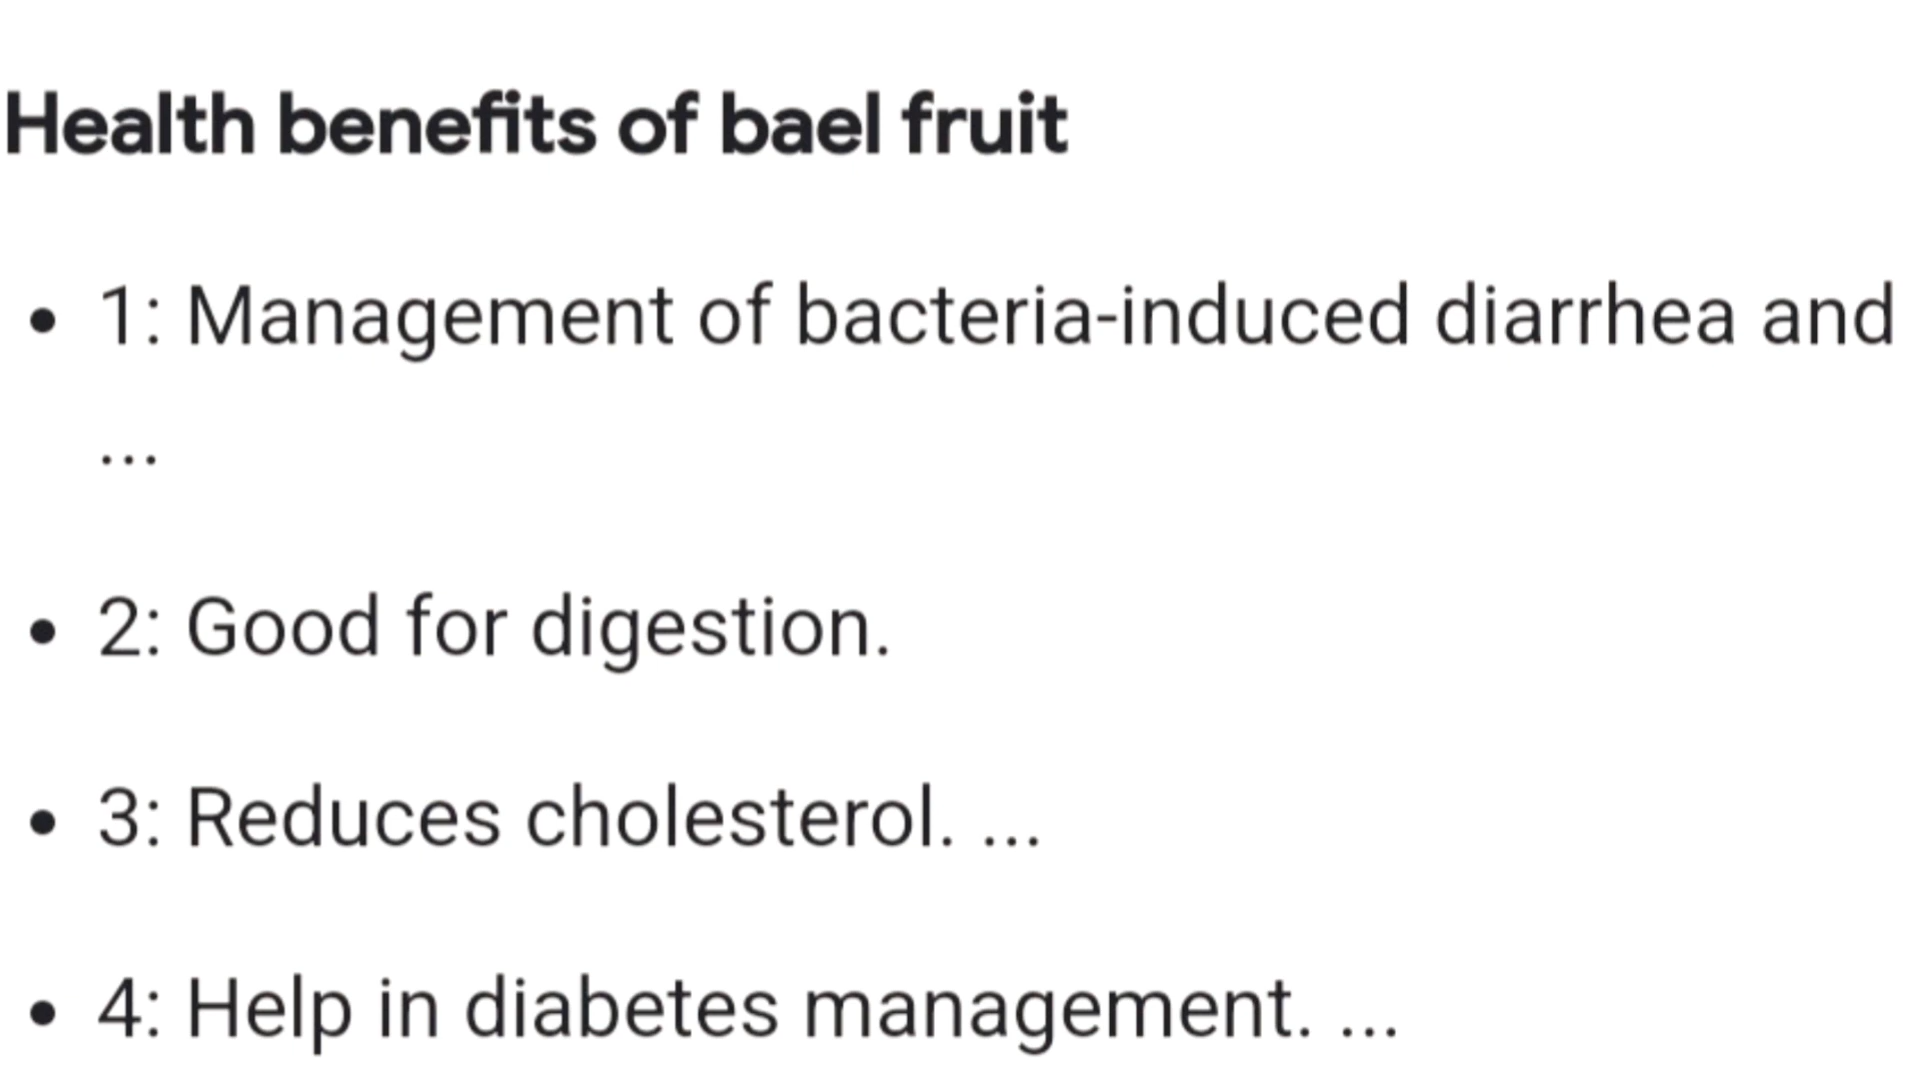 Health benefits of bael fruit
• 1: Management of bacteria-induced diarrhea and
...
• 2: Good for digestion.
• 3: Reduces cholesterol. ...
• 4: Help in diabetes management. ...